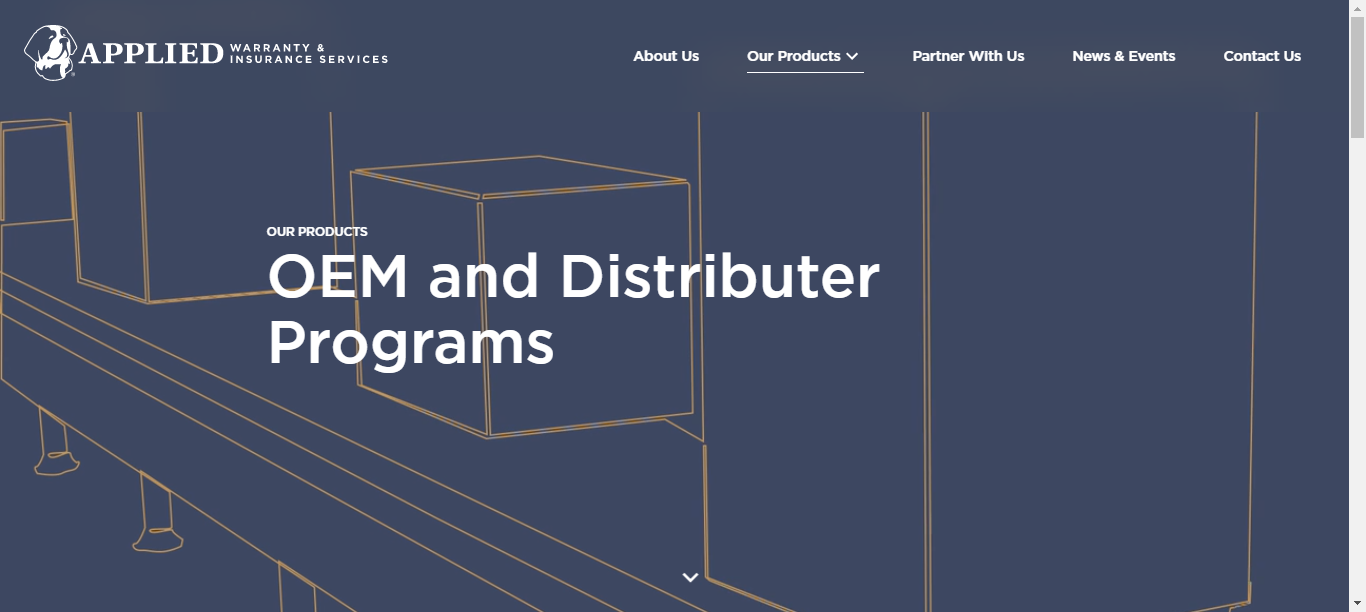 APPLIED WARRANTY &
INSURANCE SERVICES
About Us
Our Products
Partner With Us
News & Events
Contact Us
OUR PRODUCTS
OEM and Distributer
Programs